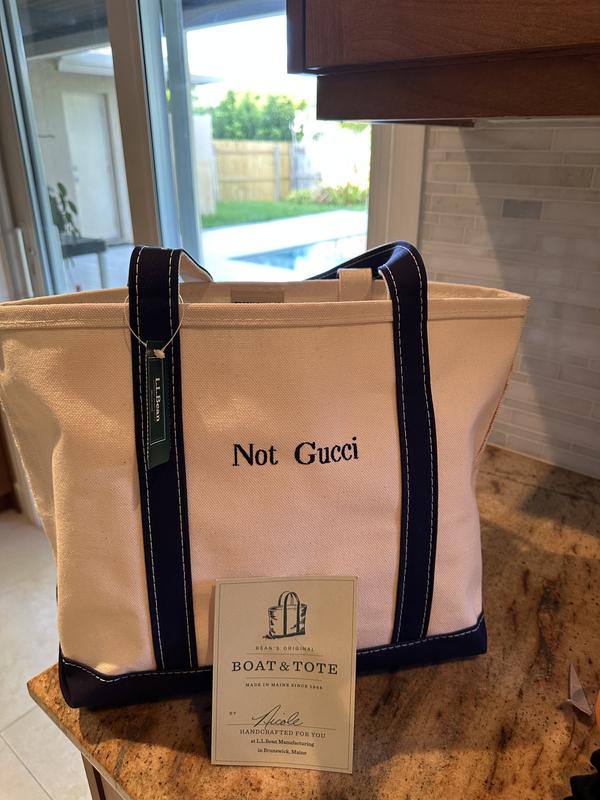 L.L.Bean
Not Gucci
BEAN'S ORIGINAL
BOAT & TOTE
MADE IN MAINE SINCE 1944
BY Nicole
HANDCRAFTED FOR YOU
at L.L.Bean Manufacturing
in Brunswick, Maine